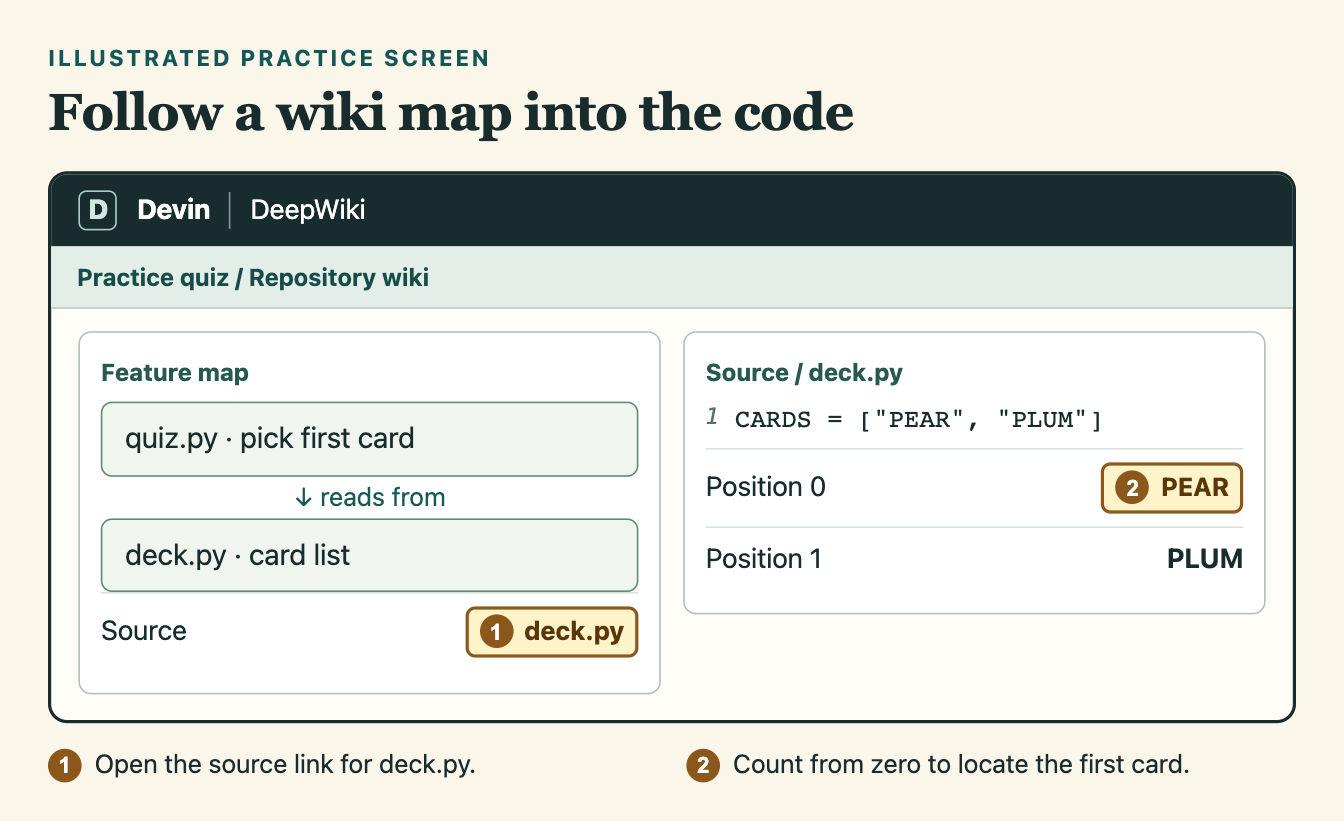 ILLUSTRATED PRACTICE SCREEN
Follow a wiki map into the code
D Devin DeepWiki
Practice quiz / Repository wiki
Feature map
quiz.py · pick first card
↓ reads from
deck.py · card list
Source 1 deck.py
Source / deck.py
1 CARDS = ["PEAR", "PLUM"]
Position 0 2 PEAR
Position 1 PLUM
1 Open the source link for deck.py.
2 Count from zero to locate the first card.